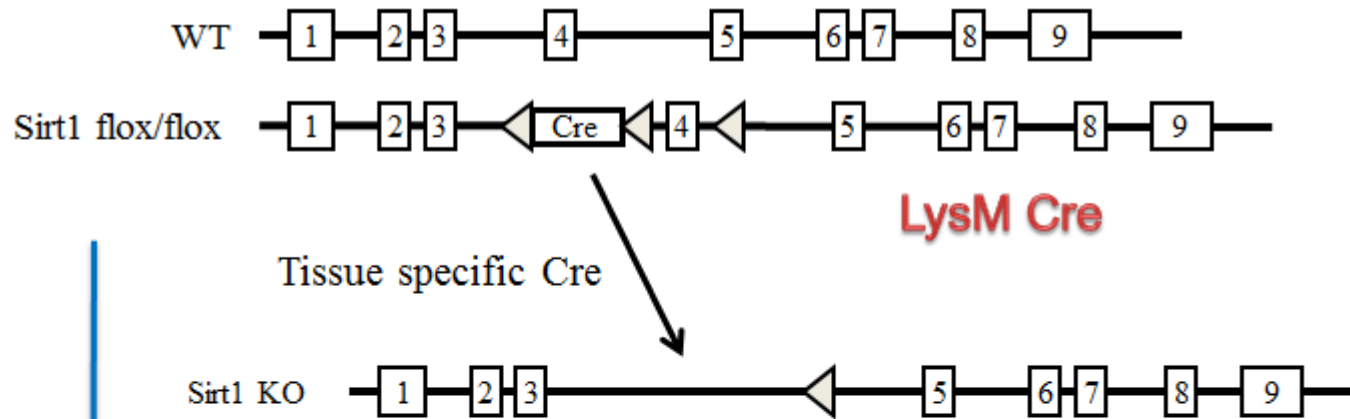 WT 1 2 3 4 5 6 7 8 9
Sirt1 flox/flox 1 2 3 Cre 4 5 6 7 8 9
LysM Cre
Tissue specific Cre
Sirt1 KO 1 2 3 5 6 7 8 9